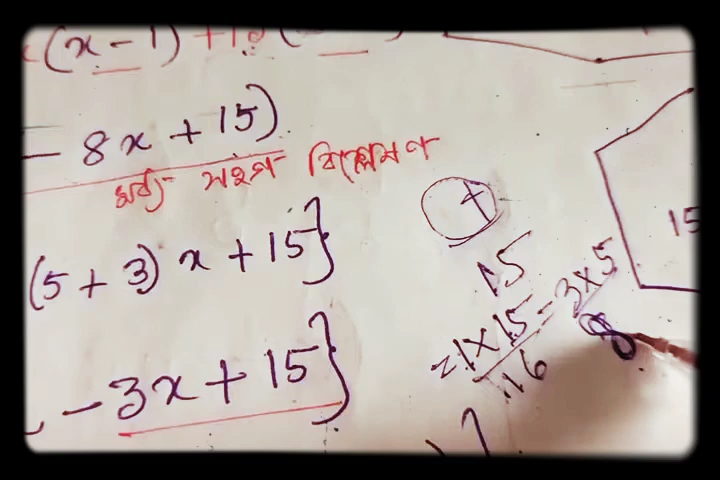 (x-1)+15(
- 8x + 15)
মধ্য পদ বিশ্লেষণ
(5 + 3) x + 15}
+
15
= 1 × 15 = 3 × 5
16 8
- 3x + 15}
15